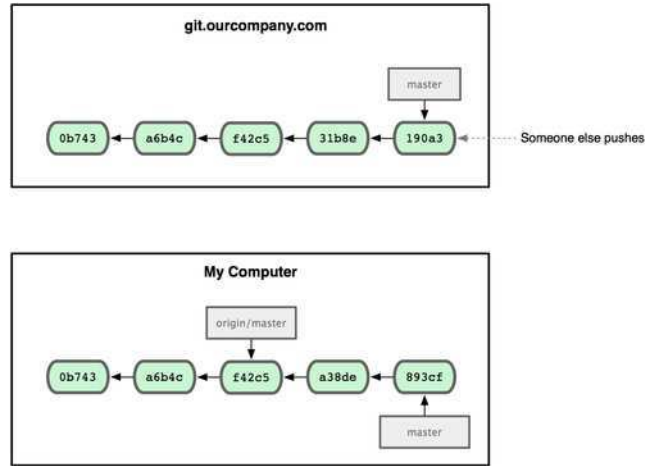 git.ourcompany.com
master
0b743 a6b4c f42c5 31b8e 190a3 Someone else pushes
My Computer
origin/master
0b743 a6b4c f42c5 a38de 893cf
master